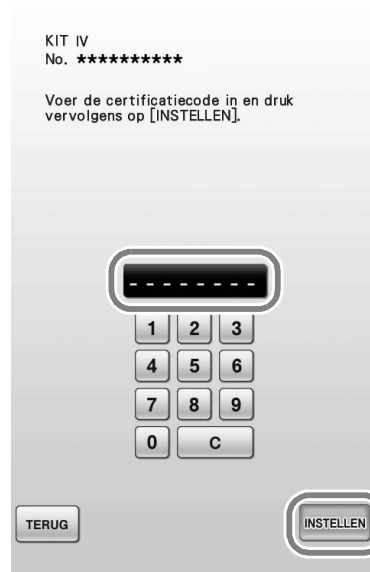 KIT IV
No. **********
Voer de certificatiecode in en druk
vervolgens op [INSTELLEN].
- - - - - - - -
1 2 3
4 5 6
7 8 9
0 C
TERUG INSTELLEN